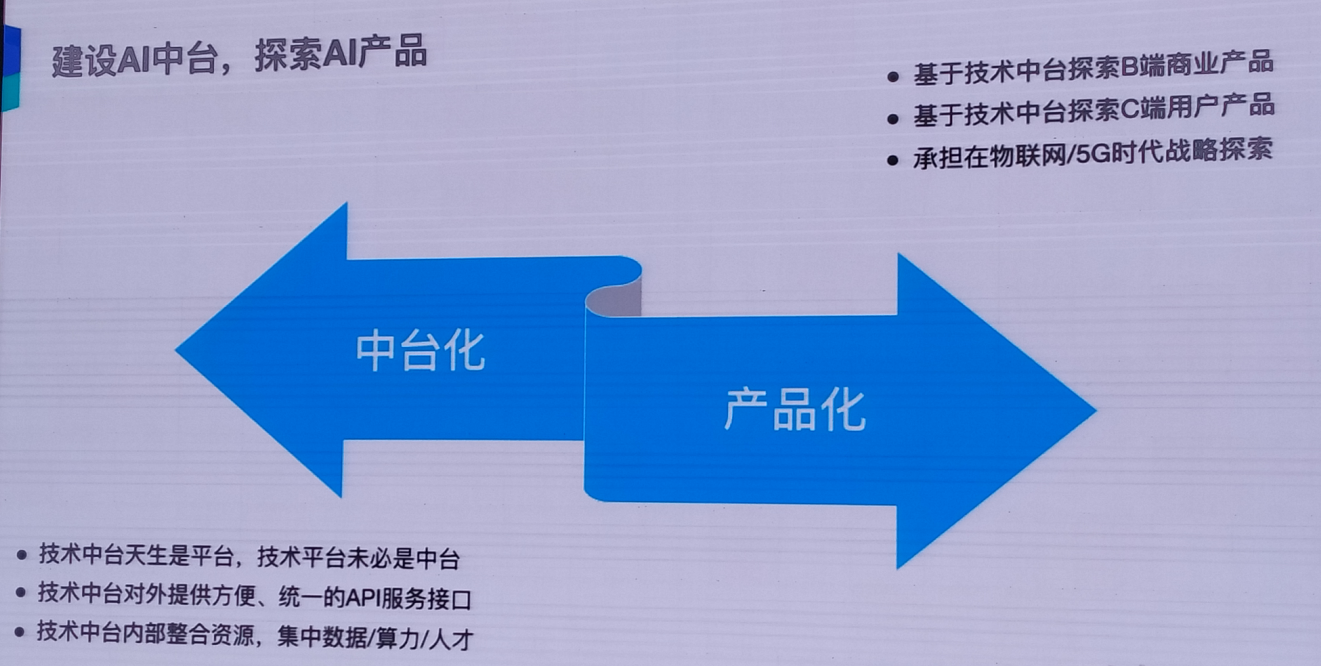 建设AI中台，探索AI产品
• 基于技术中台探索B端商业产品
• 基于技术中台探索C端用户产品
• 承担在物联网/5G时代战略探索
中台化
产品化
• 技术中台天生是平台，技术平台未必是中台
• 技术中台对外提供方便、统一的API服务接口
• 技术中台内部整合资源，集中数据/算力/人才